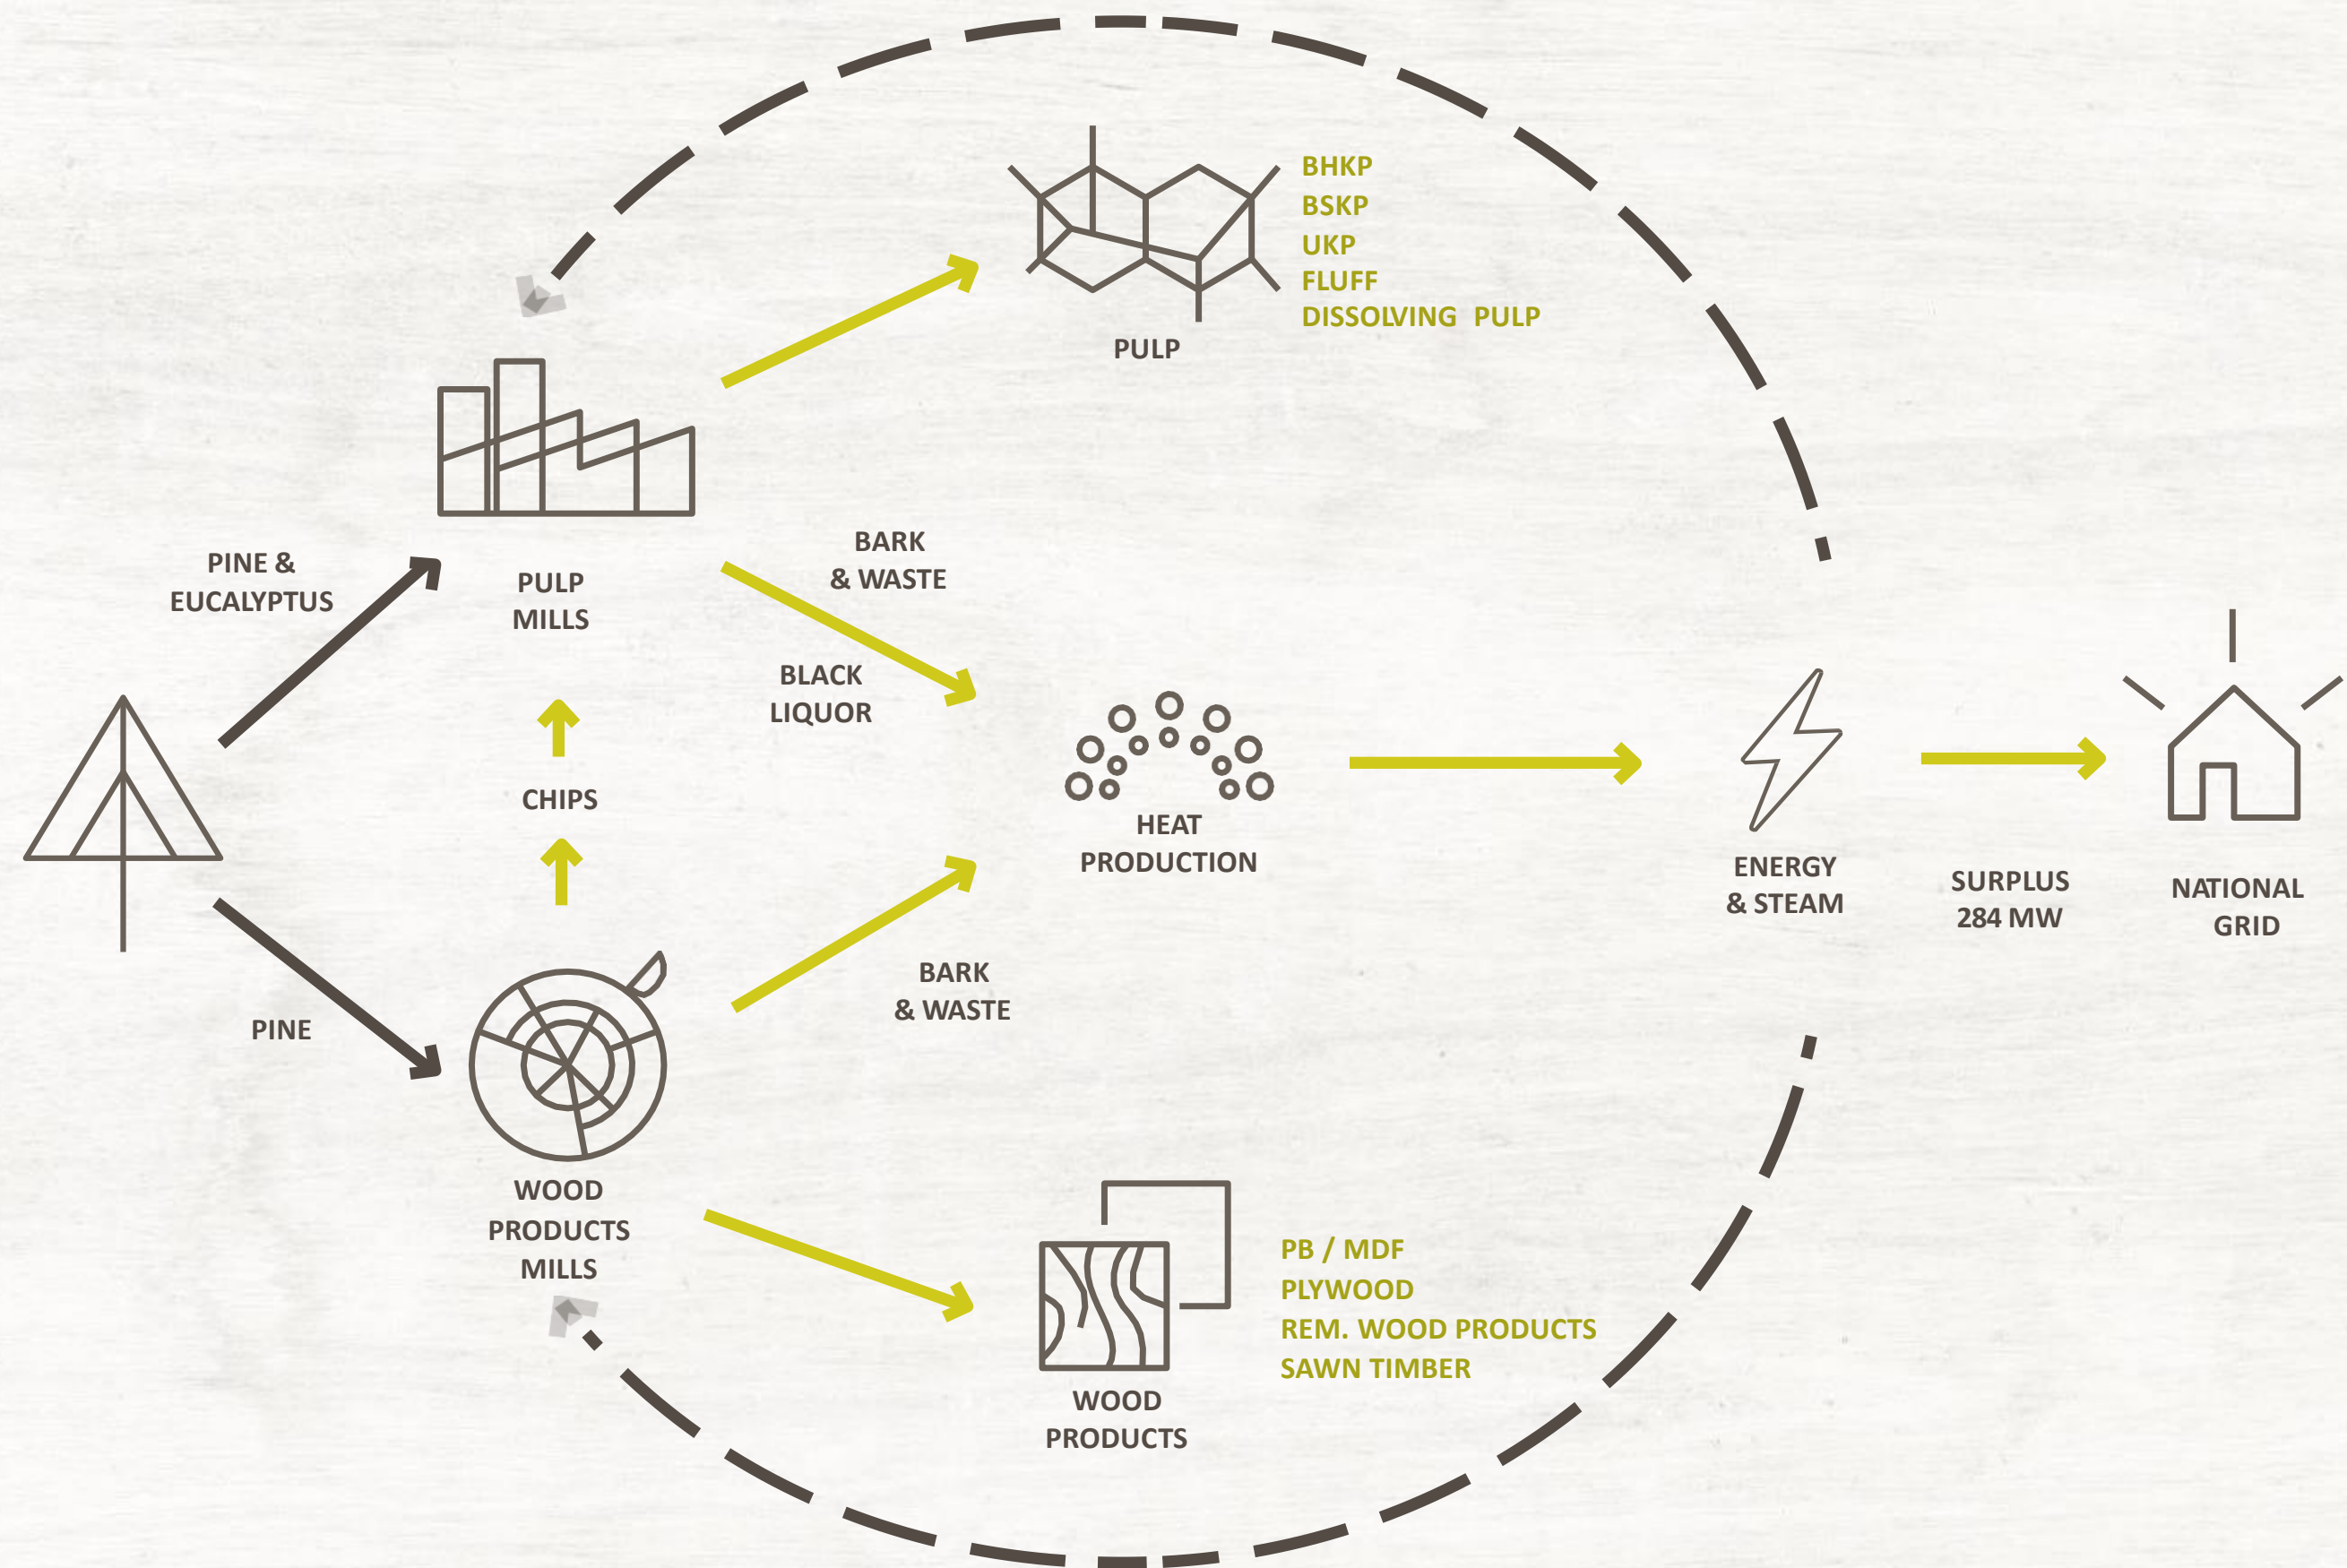 BHKP
BSKP
UKP
FLUFF
DISSOLVING PULP
PULP
PINE &
EUCALYPTUS
PULP
MILLS
BARK
& WASTE
BLACK
LIQUOR
CHIPS
HEAT
PRODUCTION
ENERGY
& STEAM
SURPLUS
284 MW
NATIONAL
GRID
PINE
BARK
& WASTE
WOOD
PRODUCTS
MILLS
PB / MDF
PLYWOOD
REM. WOOD PRODUCTS
SAWN TIMBER
WOOD
PRODUCTS